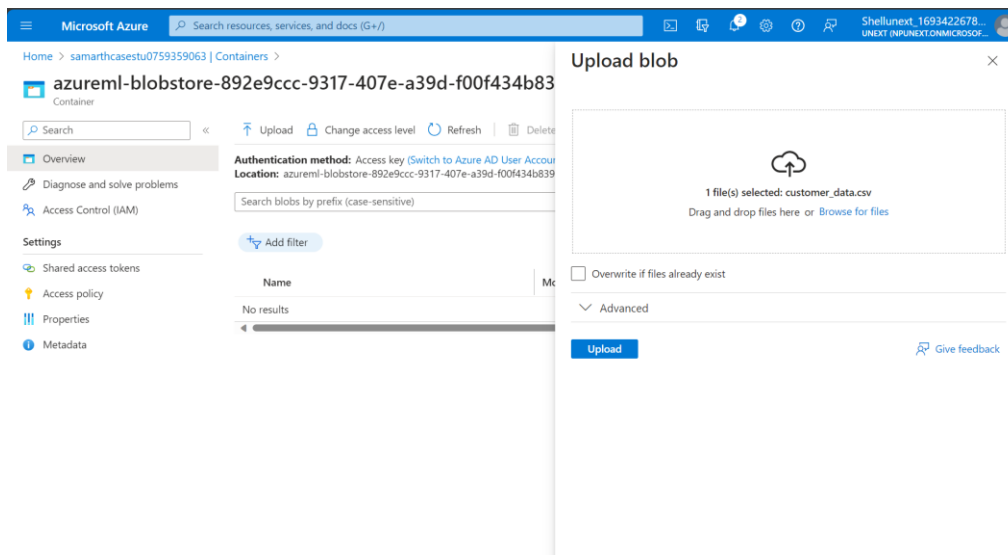 Microsoft Azure
Search resources, services, and docs (G+/)
2
Shellunext_1693422678...
UNEXT (NPUNEXT.ONMICROSOF...
Home > samarthcasestu0759359063 | Containers >
azureml-blobstore-892e9ccc-9317-407e-a39d-f00f434b83
Container
Search
«
Overview
Diagnose and solve problems
Access Control (IAM)
Settings
Shared access tokens
Access policy
Properties
Metadata
Upload
Change access level
Refresh
Delete
Authentication method: Access key (Switch to Azure AD User Accour
Location: azureml-blobstore-892e9ccc-9317-407e-a39d-f00f434b839
Search blobs by prefix (case-sensitive)
Add filter
Name
Mo
No results
Upload blob
1 file(s) selected: customer_data.csv
Drag and drop files here or Browse for files
Overwrite if files already exist
Advanced
Upload
Give feedback